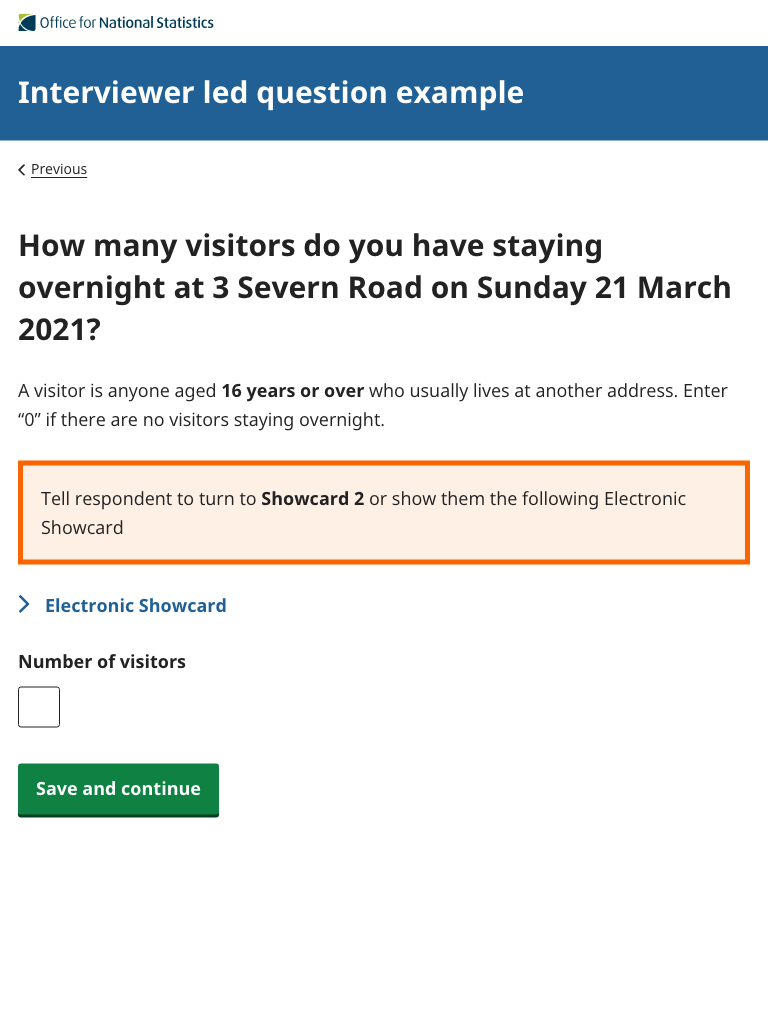 Office for National Statistics
Interviewer led question example
Previous
How many visitors do you have staying
overnight at 3 Severn Road on Sunday 21 March
2021?
A visitor is anyone aged 16 years or over who usually lives at another address. Enter
“0” if there are no visitors staying overnight.
Tell respondent to turn to Showcard 2 or show them the following Electronic
Showcard
Electronic Showcard
Number of visitors
Save and continue